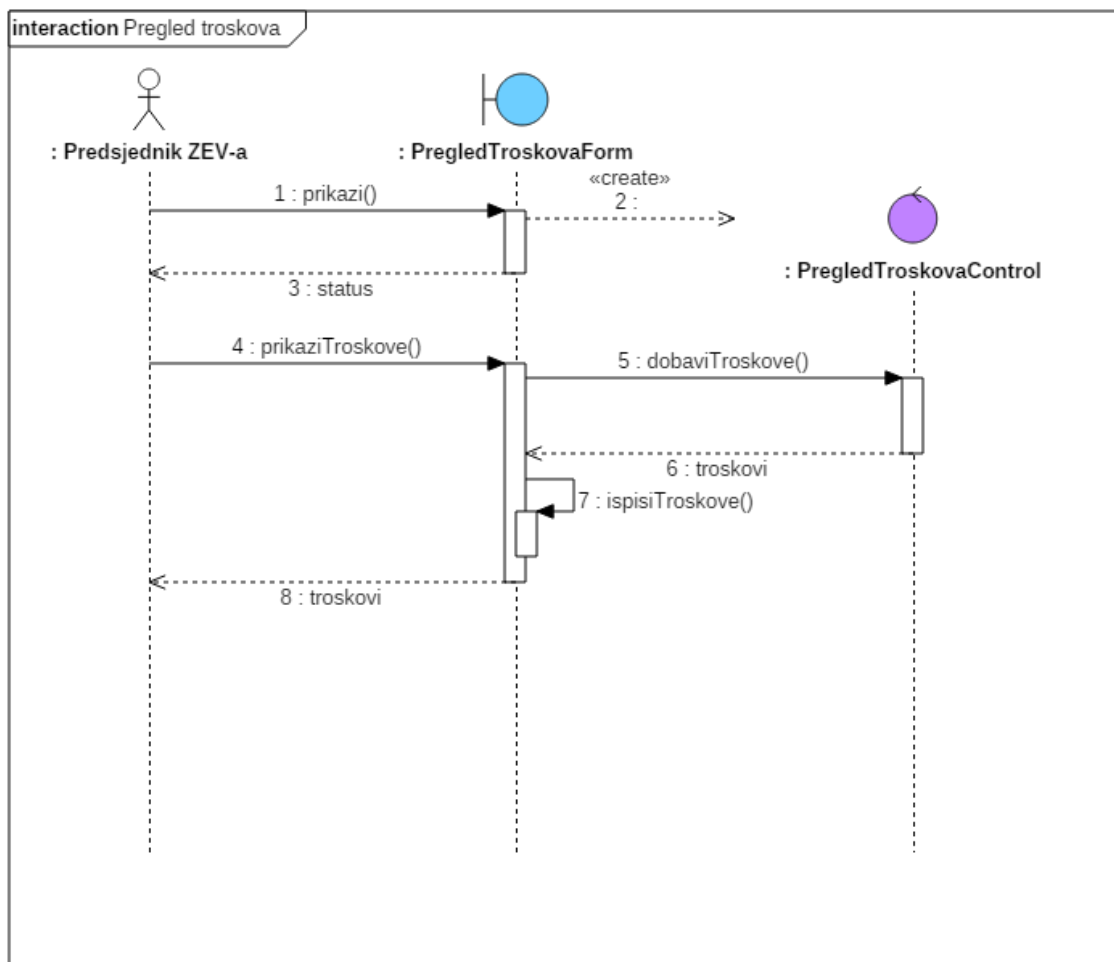 interaction Pregled troskova
: Predsjednik ZEV-a
: PregledTroskovaForm
1 : prikazi()
«create»
2 :
: PregledTroskovaControl
3 : status
4 : prikaziTroskove()
5 : dobaviTroskove()
6 : troskovi
7 : ispisiTroskove()
8 : troskovi